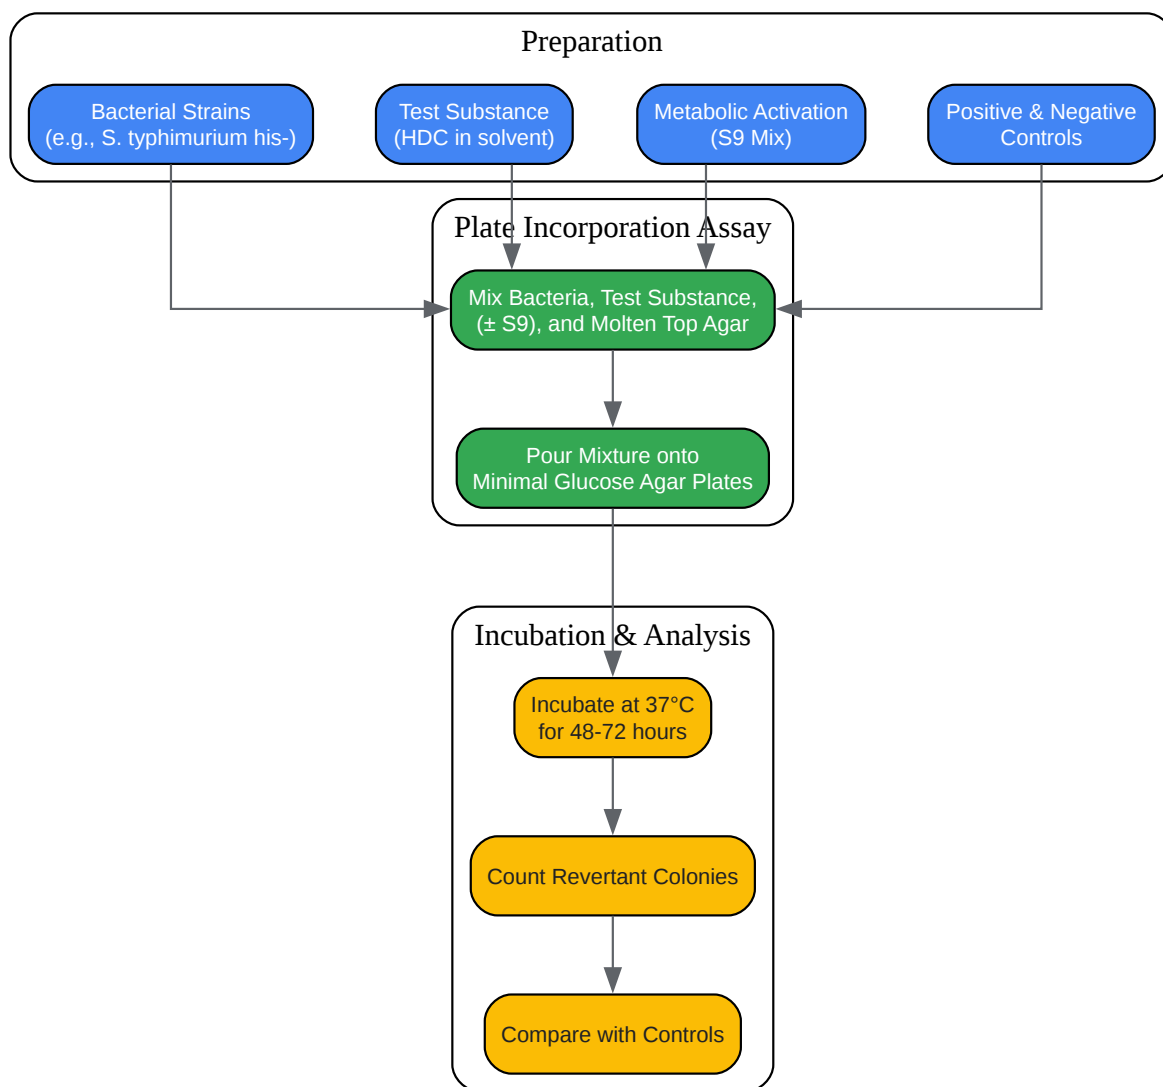 Preparation
Bacterial Strains
(e.g., S. typhimurium his-)
Test Substance
(HDC in solvent)
Metabolic Activation
(S9 Mix)
Positive & Negative
Controls
Plate Incorporation Assay
Mix Bacteria, Test Substance,
(± S9), and Molten Top Agar
Pour Mixture onto
Minimal Glucose Agar Plates
Incubation & Analysis
Incubate at 37°C
for 48-72 hours
Count Revertant Colonies
Compare with Controls